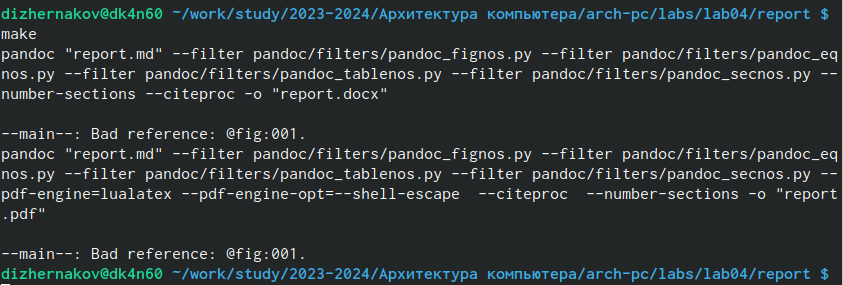 dizhernakov@dk4n60 ~/work/study/2023-2024/Архитектура компьютера/arch-pc/labs/lab04/report $
make
pandoc "report.md" --filter pandoc/filters/pandoc_fignos.py --filter pandoc/filters/pandoc_eq
nos.py --filter pandoc/filters/pandoc_tablenos.py --filter pandoc/filters/pandoc_secnos.py --
number-sections --citeproc -o "report.docx"
--main--: Bad reference: @fig:001.
pandoc "report.md" --filter pandoc/filters/pandoc_fignos.py --filter pandoc/filters/pandoc_eq
nos.py --filter pandoc/filters/pandoc_tablenos.py --filter pandoc/filters/pandoc_secnos.py --
pdf-engine=lualatex --pdf-engine-opt=--shell-escape  --citeproc  --number-sections -o "report
.pdf"
--main--: Bad reference: @fig:001.
dizhernakov@dk4n60 ~/work/study/2023-2024/Архитектура компьютера/arch-pc/labs/lab04/report $